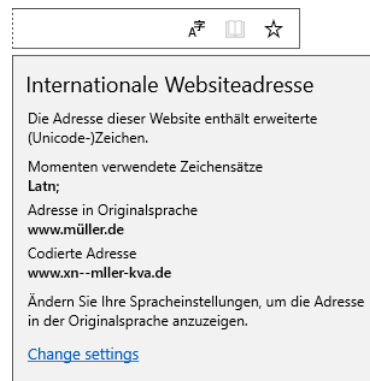 Internationale Websiteadresse
Die Adresse dieser Website enthält erweiterte
(Unicode-)Zeichen.
Momenten verwendete Zeichensätze
Latn;
Adresse in Originalsprache
www.müller.de
Codierte Adresse
www.xn--mller-kva.de
Ändern Sie Ihre Spracheinstellungen, um die Adresse
in der Originalsprache anzuzeigen.
Change settings